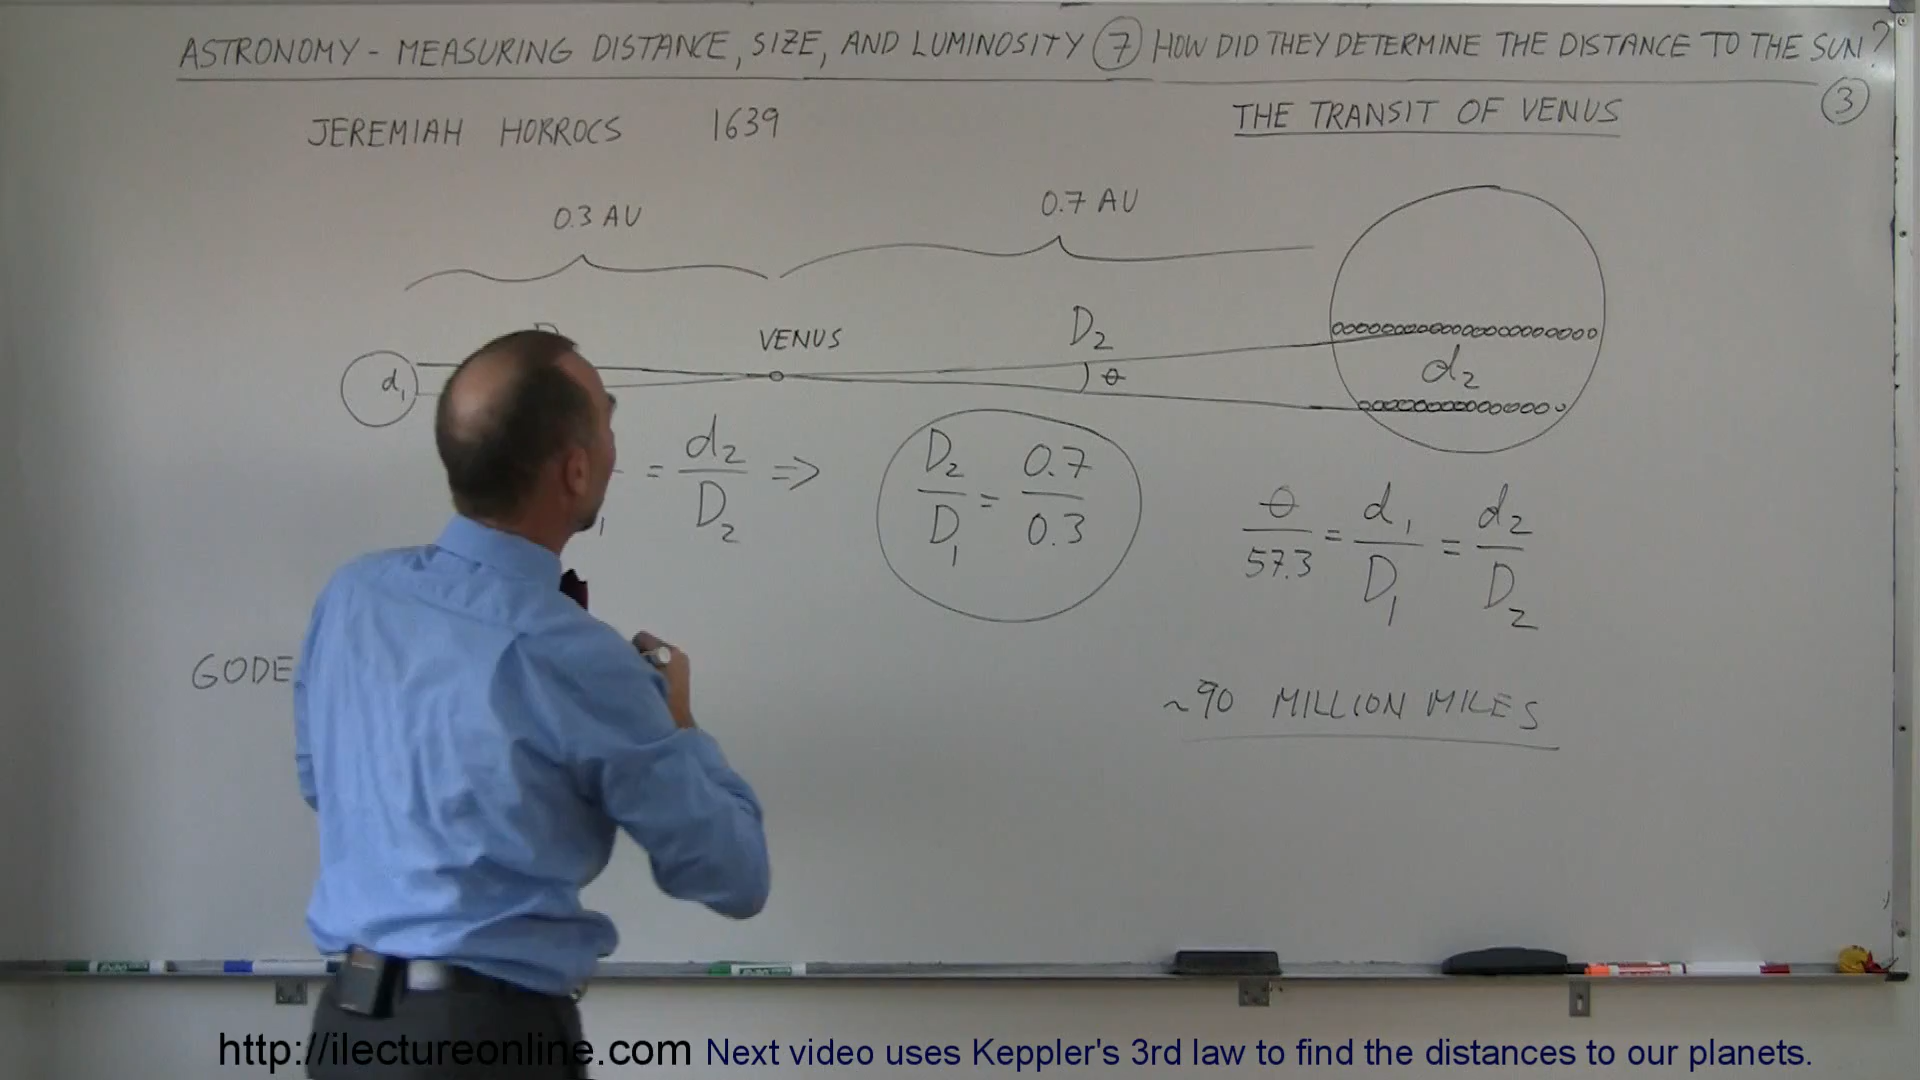 ASTRONOMY - MEASURING DISTANCE, SIZE, AND LUMINOSITY ⑦ HOW DID THEY DETERMINE THE DISTANCE TO THE SUN?
③
JEREMIAH HORROCS 1639
THE TRANSIT OF VENUS
0.3 AU
0.7 AU
VENUS
D₂
θ
d₁
d₂
= d₂/D₂ ⇒
D₂/D₁ = 0.7/0.3
θ/57.3 = d₁/D₁ = d₂/D₂
~90 MILLION MILES
http://ilectureonline.com Next video uses Keppler's 3rd law to find the distances to our planets.